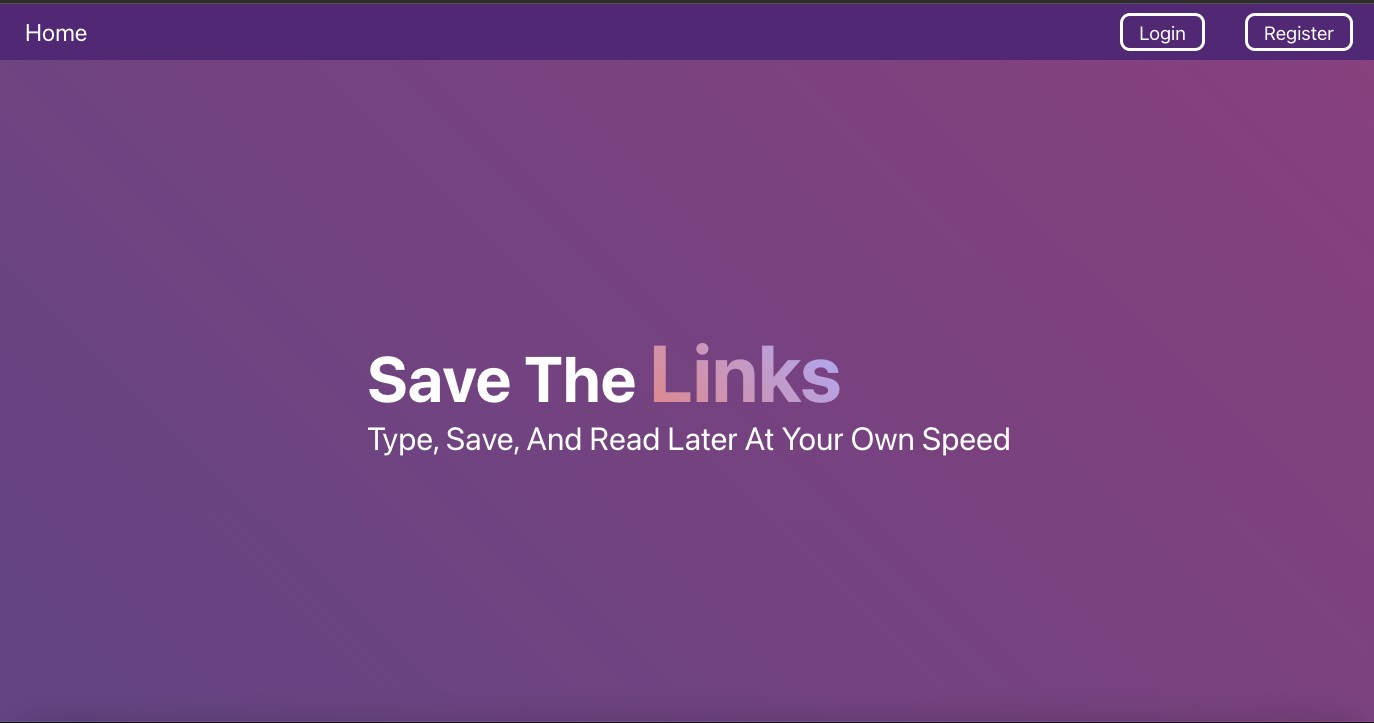 Home Login Register
Save The Links
Type, Save, And Read Later At Your Own Speed